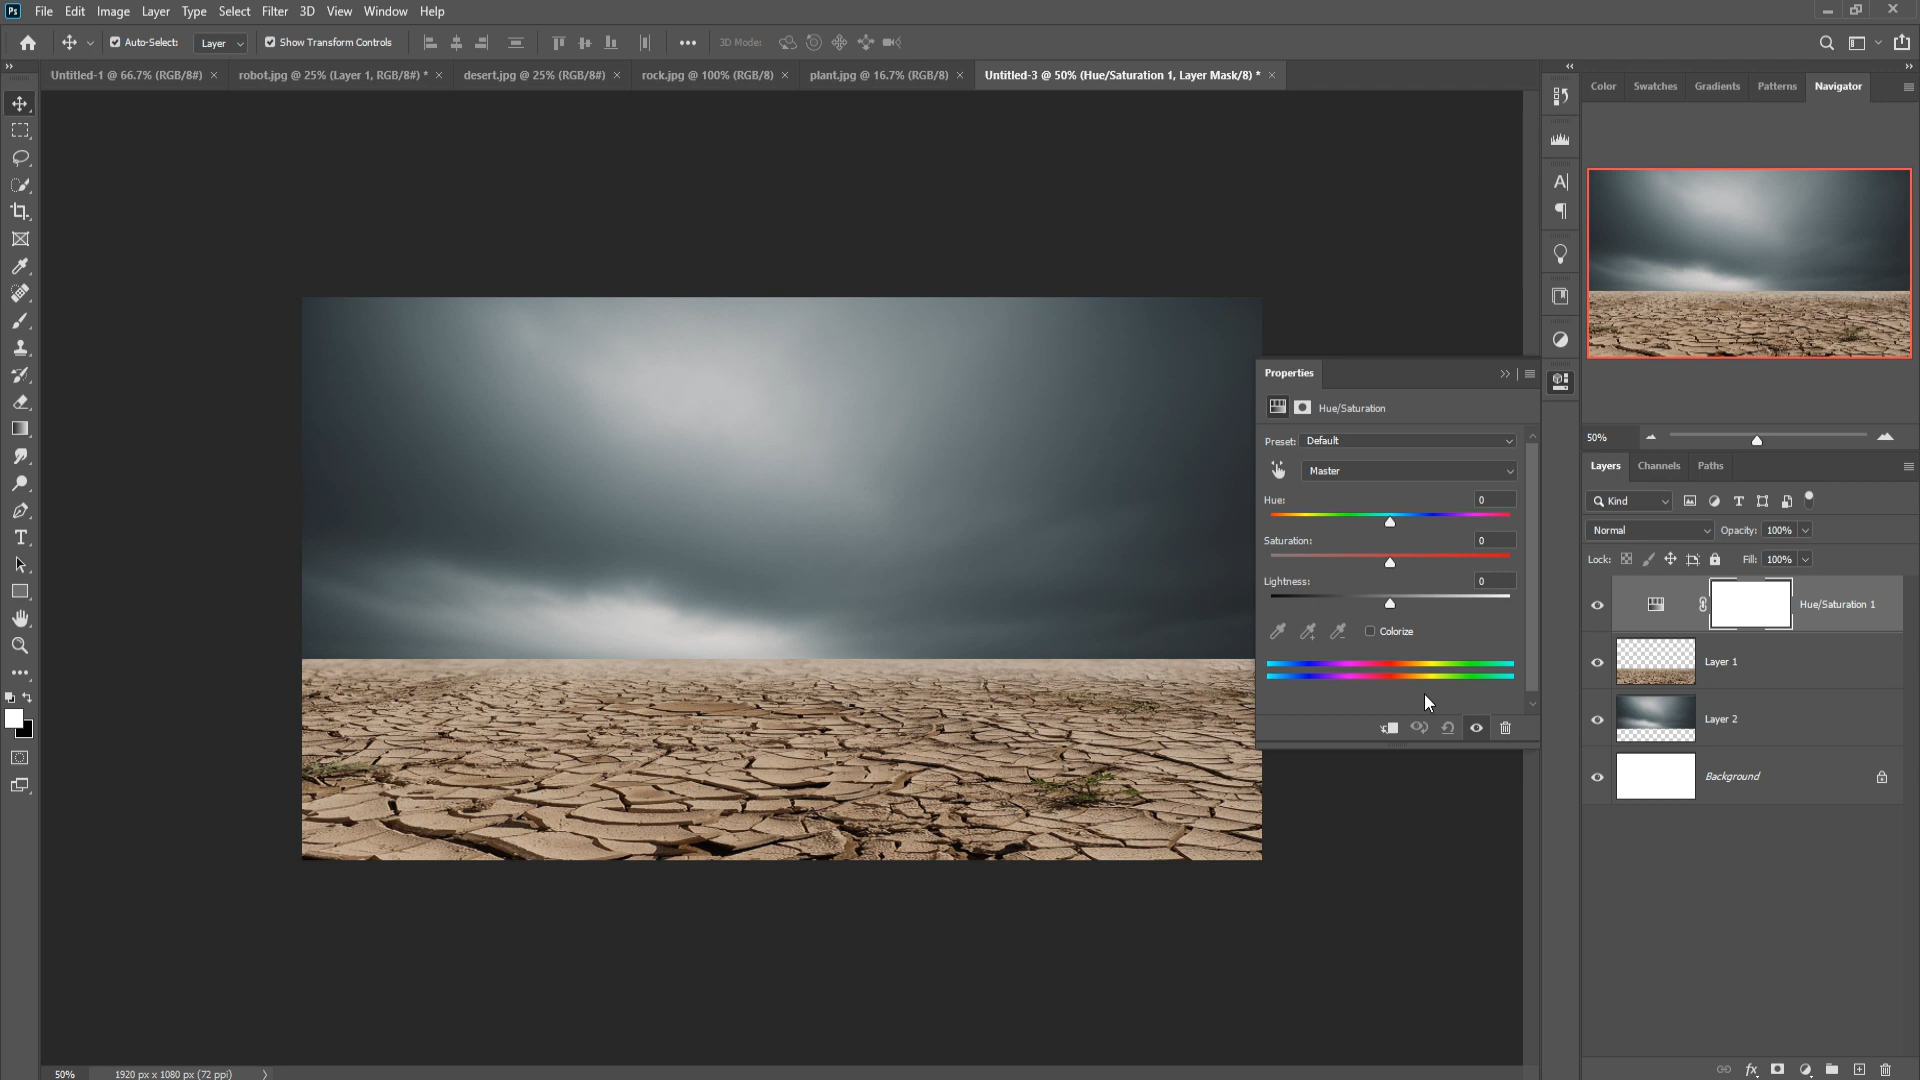 Ps File Edit Image Layer Type Select Filter 3D View Window Help
Auto-Select: Layer Show Transform Controls 3D Mode:
Untitled-1 @ 66.7% (RGB/8#) × robot.jpg @ 25% (Layer 1, RGB/8#) * × desert.jpg @ 25% (RGB/8#) × rock.jpg @ 100% (RGB/8) × plant.jpg @ 16.7% (RGB/8) × Untitled-3 @ 50% (Hue/Saturation 1, Layer Mask/8) * ×
Color Swatches Gradients Patterns Navigator
Properties
Hue/Saturation
Preset: Default
Master
Hue: 0
Saturation: 0
Lightness: 0
Colorize
50%
Layers Channels Paths
Kind
Normal Opacity: 100%
Lock: Fill: 100%
Hue/Saturation 1
Layer 1
Layer 2
Background
fx
50% 1920 px x 1080 px (72 ppi)